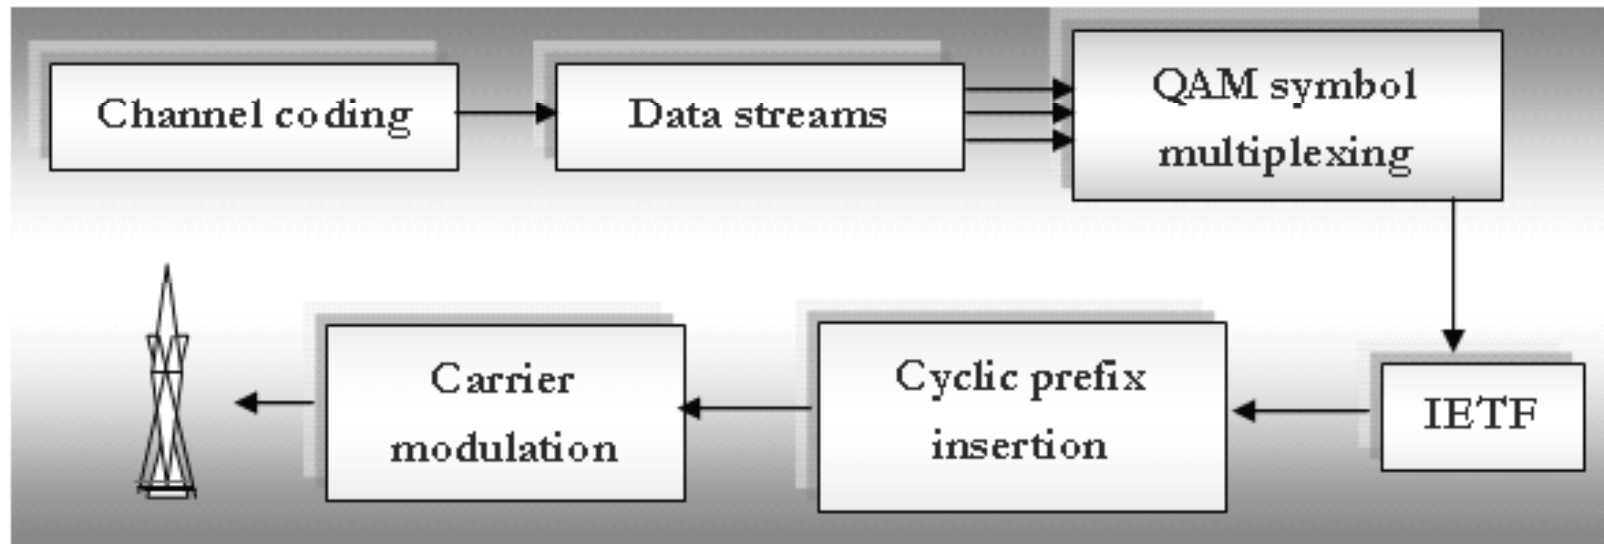 Channel coding
Data streams
QAM symbol
multiplexing
Carrier
modulation
Cyclic prefix
insertion
IETF